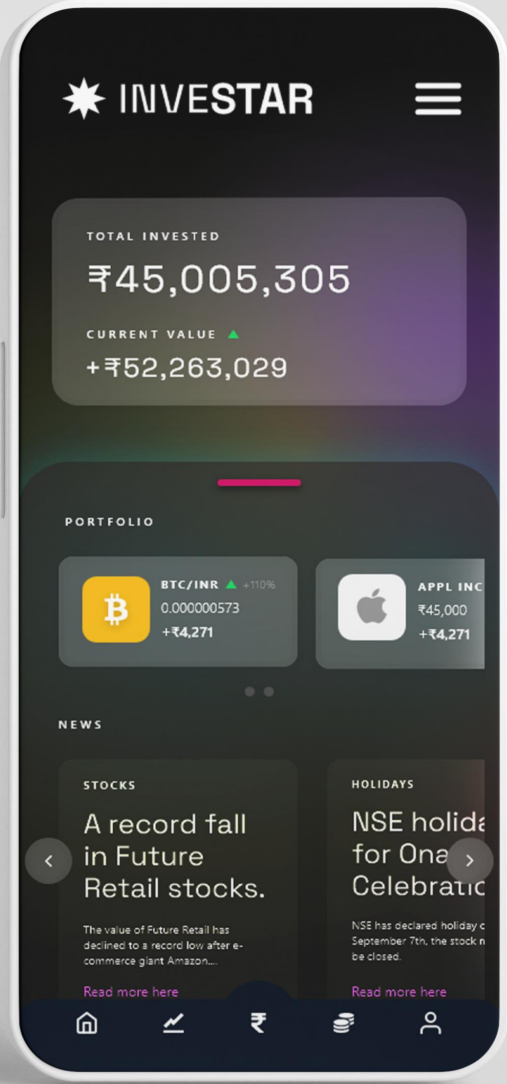 INVESTAR
TOTAL INVESTED
₹45,005,305
CURRENT VALUE
+₹52,263,029
PORTFOLIO
BTC/INR +110%
0.000000573
+₹4,271
APPL INC
₹45,000
+₹4,271
NEWS
STOCKS
A record fall
in Future
Retail stocks.
The value of Future Retail has
declined to a record low after e-
commerce giant Amazon....
Read more here
HOLIDAYS
NSE holida
for Ona
Celebratio
NSE has declared holiday
September 7th, the stock
be closed.
Read more here
₹